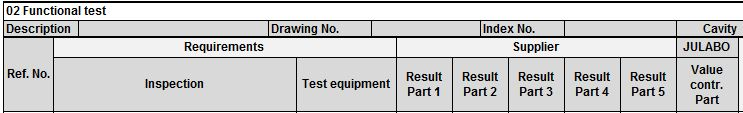 02 Functional test
Description Drawing No. Index No. Cavity
Requirements Supplier JULABO
Ref. No. Inspection Test equipment Result Part 1 Result Part 2 Result Part 3 Result Part 4 Result Part 5 Value contr. Part